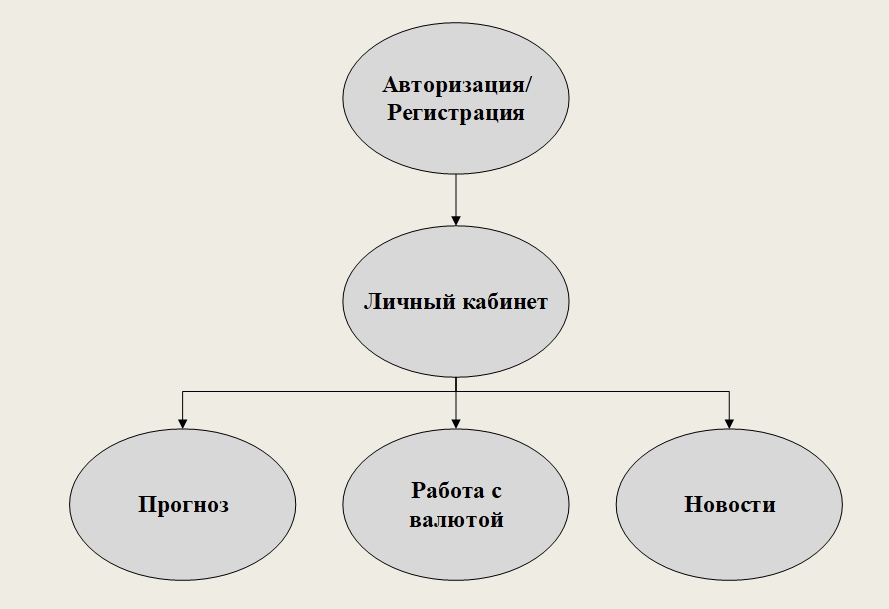 Авторизация/
Регистрация
Личный кабинет
Прогноз
Работа с
валютой
Новости